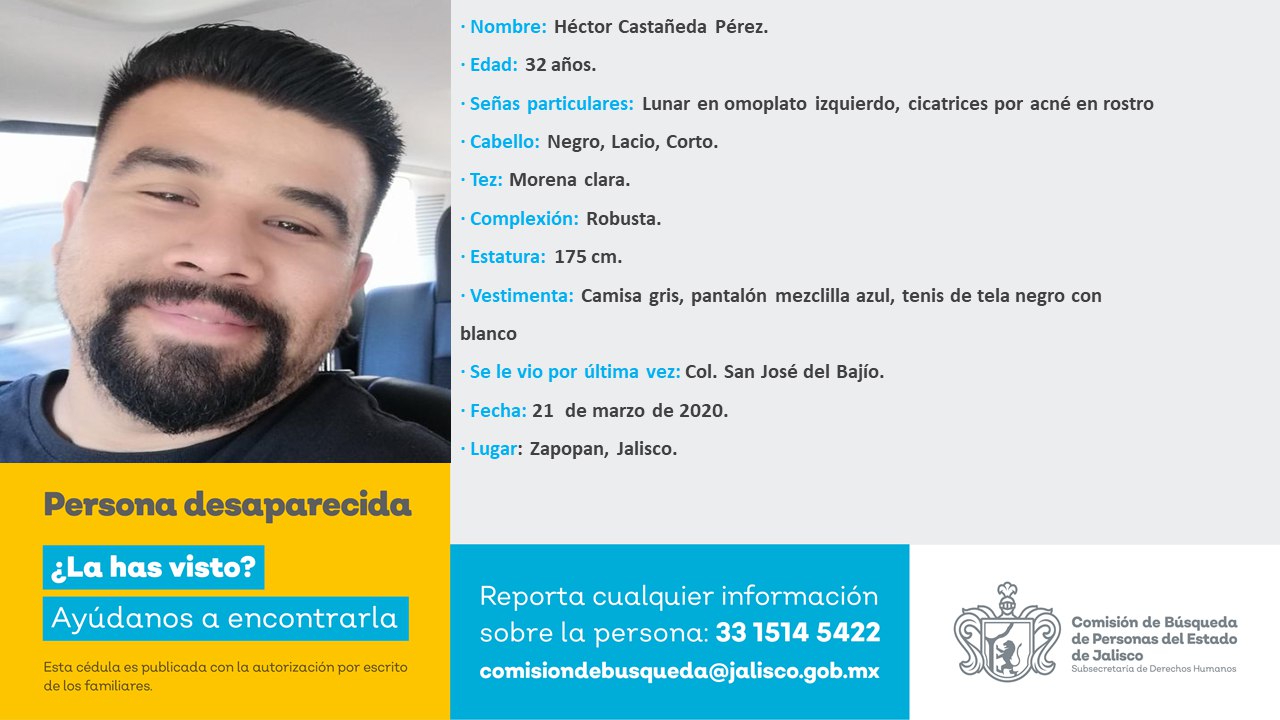 · Nombre: Héctor Castañeda Pérez.
· Edad: 32 años.
· Señas particulares: Lunar en omoplato izquierdo, cicatrices por acné en rostro
· Cabello: Negro, Lacio, Corto.
· Tez: Morena clara.
· Complexión: Robusta.
· Estatura: 175 cm.
· Vestimenta: Camisa gris, pantalón mezclilla azul, tenis de tela negro con
blanco
· Se le vio por última vez: Col. San José del Bajío.
· Fecha: 21 de marzo de 2020.
· Lugar: Zapopan, Jalisco.
Persona desaparecida
¿La has visto?
Ayúdanos a encontrarla
Esta cédula es publicada con la autorización por escrito
de los familiares.
Reporta cualquier información
sobre la persona: 33 1514 5422
comisiondebusqueda@jalisco.gob.mx
Comisión de Búsqueda
de Personas del Estado
de Jalisco
Subsecretaría de Derechos Humanos